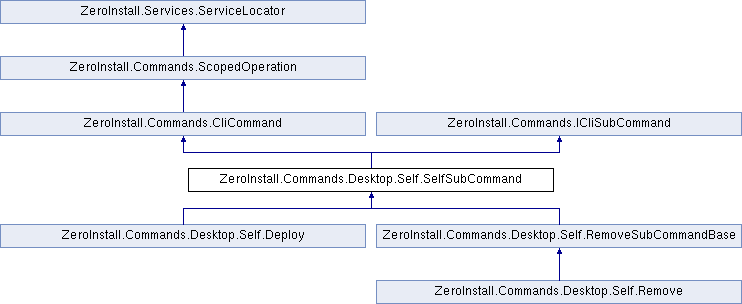 ZeroInstall.Services.ServiceLocator
ZeroInstall.Commands.ScopedOperation
ZeroInstall.Commands.CliCommand
ZeroInstall.Commands.ICliSubCommand
ZeroInstall.Commands.Desktop.Self.SelfSubCommand
ZeroInstall.Commands.Desktop.Self.Deploy
ZeroInstall.Commands.Desktop.Self.RemoveSubCommandBase
ZeroInstall.Commands.Desktop.Self.Remove